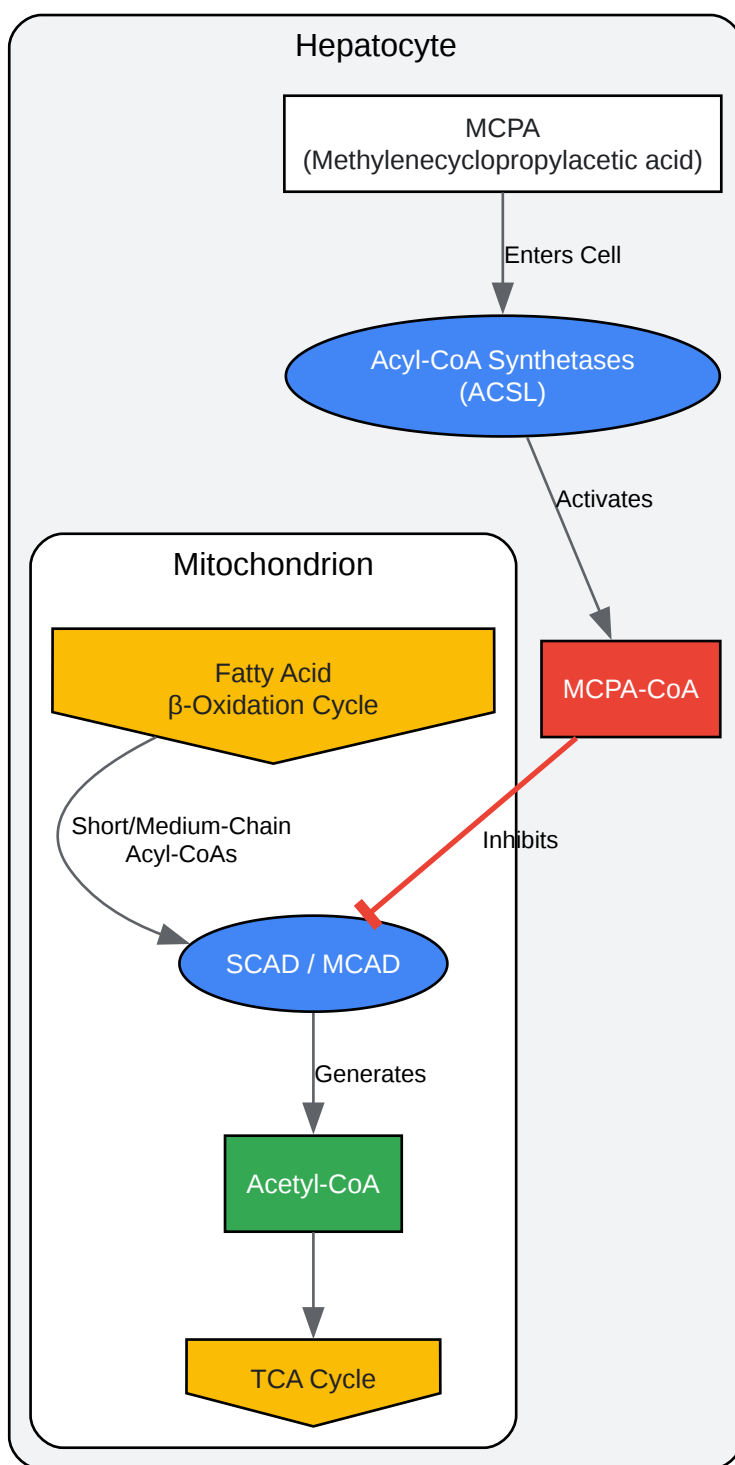 Hepatocyte
MCPA
(Methylenecyclopropylacetic acid)
Enters Cell
Acyl-CoA Synthetases
(ACSL)
Activates
Mitochondrion
Fatty Acid
β-Oxidation Cycle
MCPA-CoA
Short/Medium-Chain
Acyl-CoAs
Inhibits
SCAD / MCAD
Generates
Acetyl-CoA
TCA Cycle